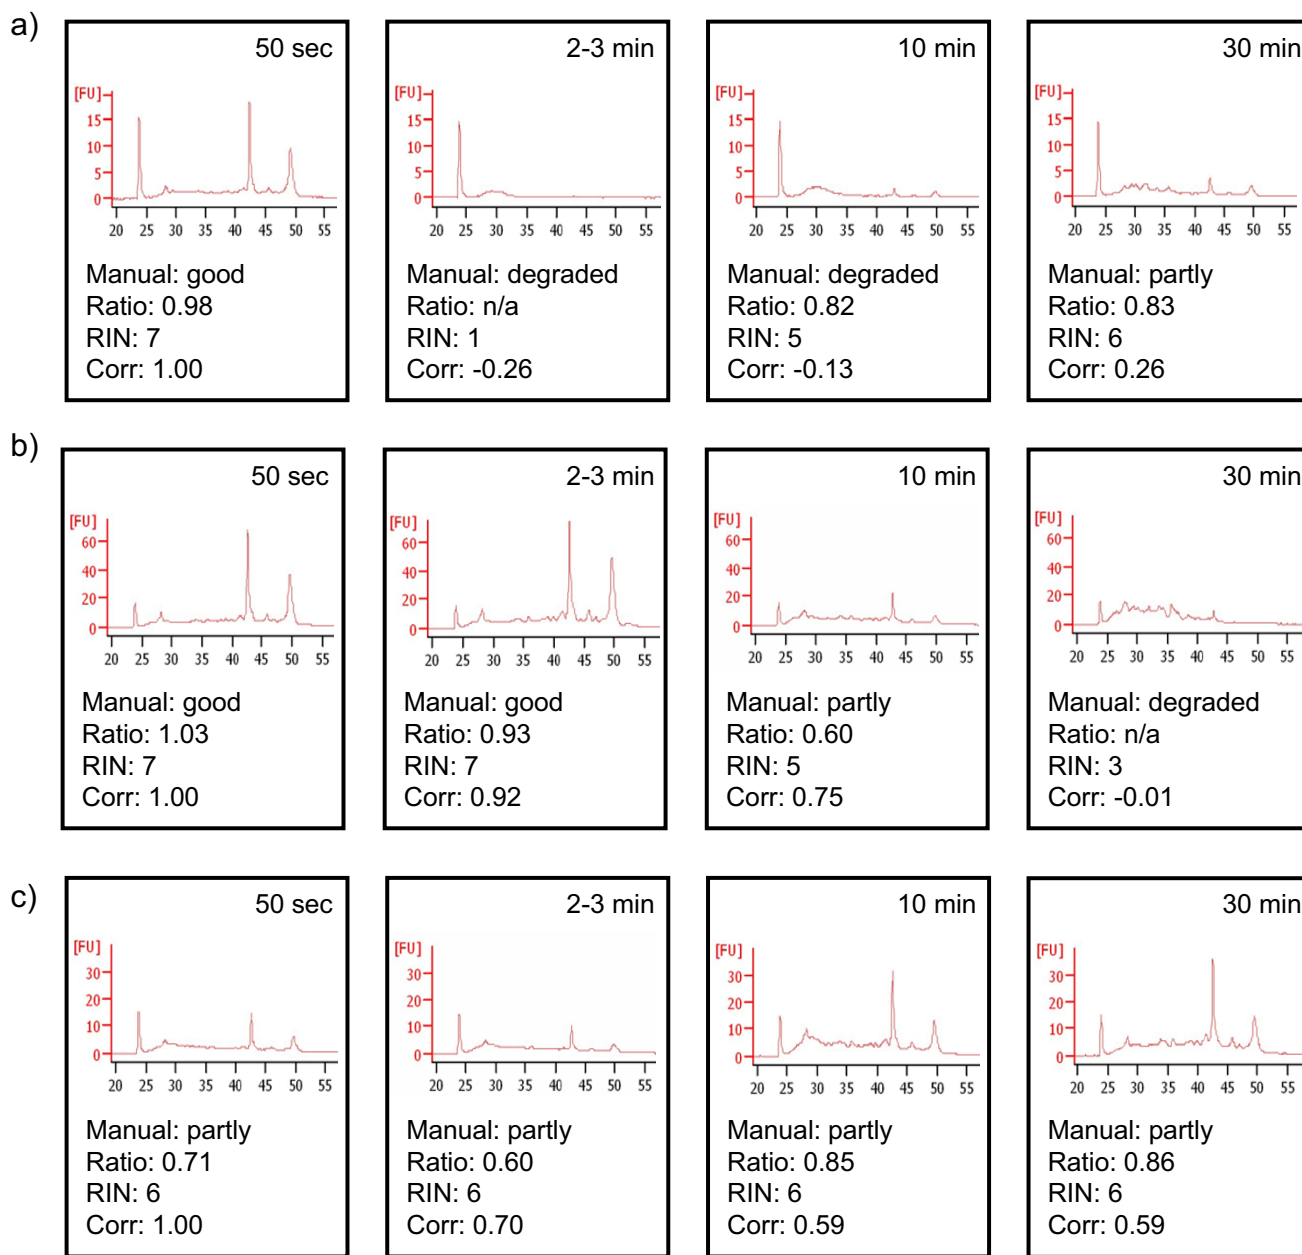 a)
50 sec
[FU]
15
10
5
0
20 25 30 35 40 45 50 55
Manual: good
Ratio: 0.98
RIN: 7
Corr: 1.00
2-3 min
[FU]
15
10
5
0
20 25 30 35 40 45 50 55
Manual: degraded
Ratio: n/a
RIN: 1
Corr: -0.26
10 min
[FU]
15
10
5
0
20 25 30 35 40 45 50 55
Manual: degraded
Ratio: 0.82
RIN: 5
Corr: -0.13
30 min
[FU]
15
10
5
0
20 25 30 35 40 45 50 55
Manual: partly
Ratio: 0.83
RIN: 6
Corr: 0.26
b)
50 sec
[FU]
60
40
20
0
20 25 30 35 40 45 50 55
Manual: good
Ratio: 1.03
RIN: 7
Corr: 1.00
2-3 min
[FU]
60
40
20
0
20 25 30 35 40 45 50 55
Manual: good
Ratio: 0.93
RIN: 7
Corr: 0.92
10 min
[FU]
60
40
20
0
20 25 30 35 40 45 50 55
Manual: partly
Ratio: 0.60
RIN: 5
Corr: 0.75
30 min
[FU]
60
40
20
0
20 25 30 35 40 45 50 55
Manual: degraded
Ratio: n/a
RIN: 3
Corr: -0.01
c)
50 sec
[FU]
30
20
10
0
20 25 30 35 40 45 50 55
Manual: partly
Ratio: 0.71
RIN: 6
Corr: 1.00
2-3 min
[FU]
30
20
10
0
20 25 30 35 40 45 50 55
Manual: partly
Ratio: 0.60
RIN: 6
Corr: 0.70
10 min
[FU]
30
20
10
0
20 25 30 35 40 45 50 55
Manual: partly
Ratio: 0.85
RIN: 6
Corr: 0.59
30 min
[FU]
30
20
10
0
20 25 30 35 40 45 50 55
Manual: partly
Ratio: 0.86
RIN: 6
Corr: 0.59